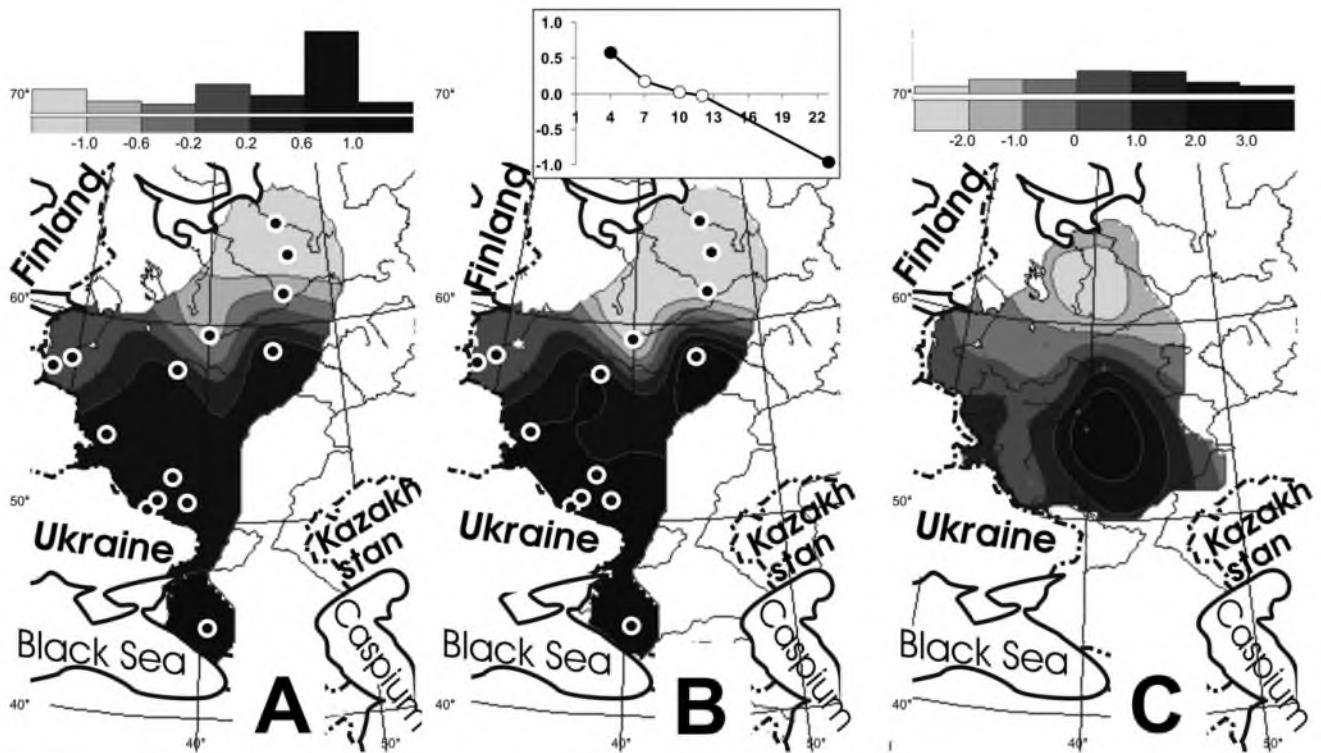 70°
-1.0 -0.6 -0.2 0.2 0.6 1.0
Finland
60°
50°
Ukraine
Kazakh
stan
Black Sea
Caspium
40°
A
40° 50°
1.0
0.5
0.0
-0.5
-1.0
1 4 7 10 13 16 19 22
70°
Finland
60°
50°
Ukraine
Kazakh
stan
Black Sea
Caspium
40°
B
40° 50°
70°
-2.0 -1.0 0 1.0 2.0 3.0
Finland
60°
50°
Ukraine
Kazakh
stan
Black Sea
Caspium
40°
C
40° 50°